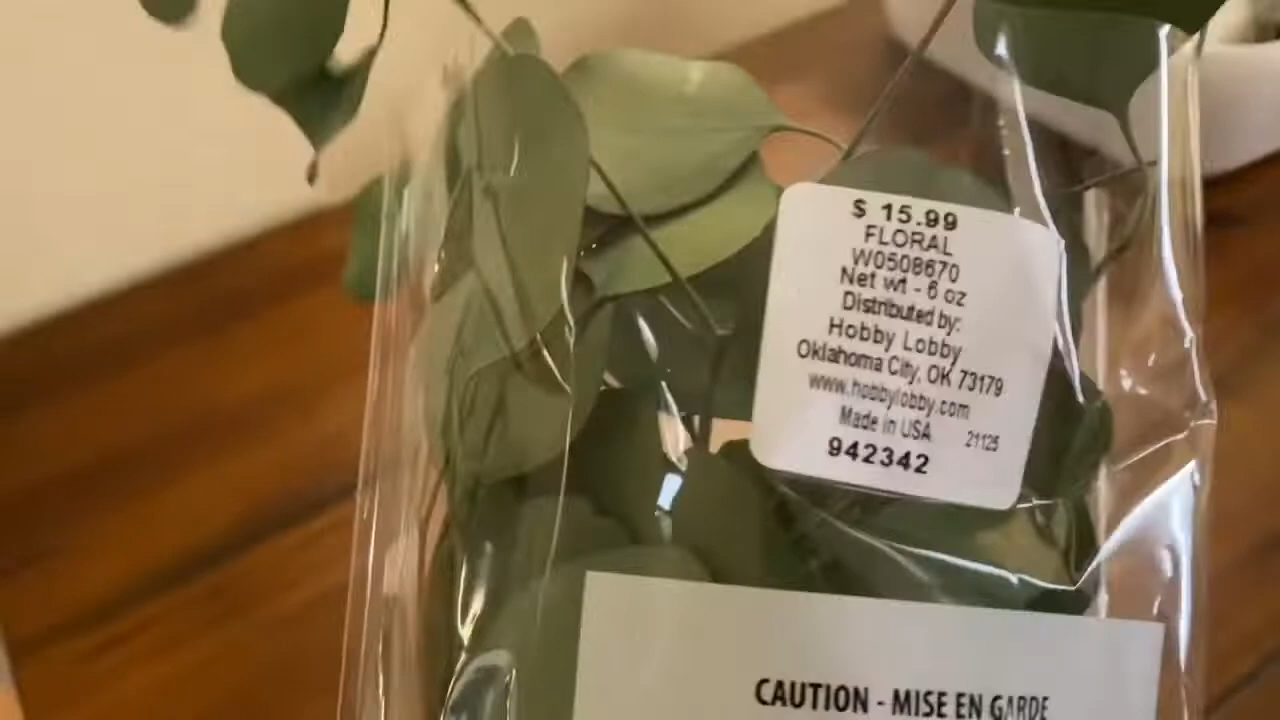 $ 15.99
FLORAL
W0508670
Net wt - 6 oz
Distributed by:
Hobby Lobby
Oklahoma City, OK 73179
www.hobbylobby.com
Made in USA 21125
942342
CAUTION - MISE EN GARDE